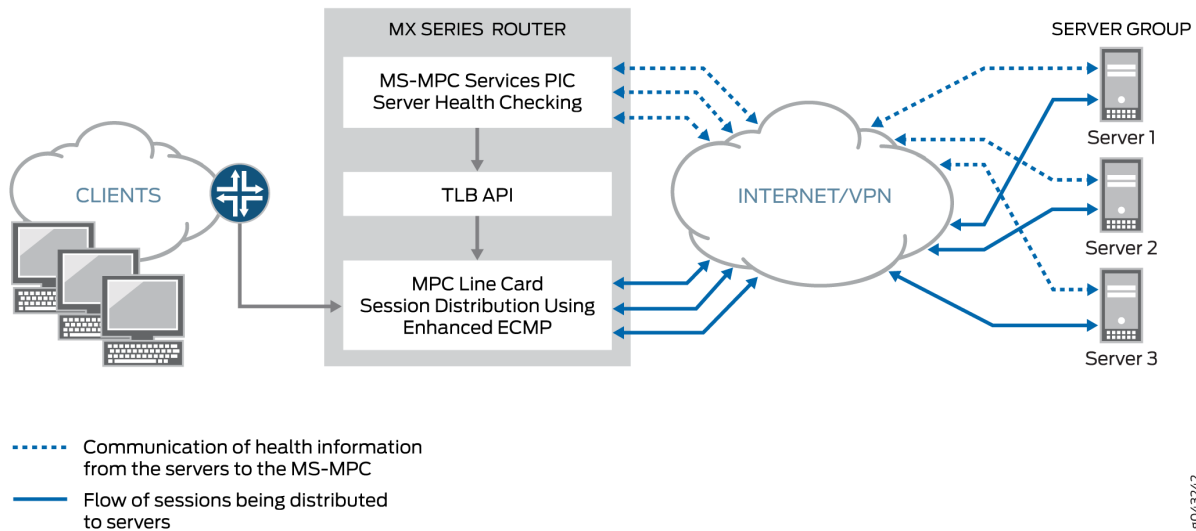 MX SERIES ROUTER
SERVER GROUP
MS-MPC Services PIC
Server Health Checking
Server 1
CLIENTS
TLB API
INTERNET/VPN
Server 2
MPC Line Card
Session Distribution Using
Enhanced ECMP
Server 3
Communication of health information
from the servers to the MS-MPC
Flow of sessions being distributed
to servers